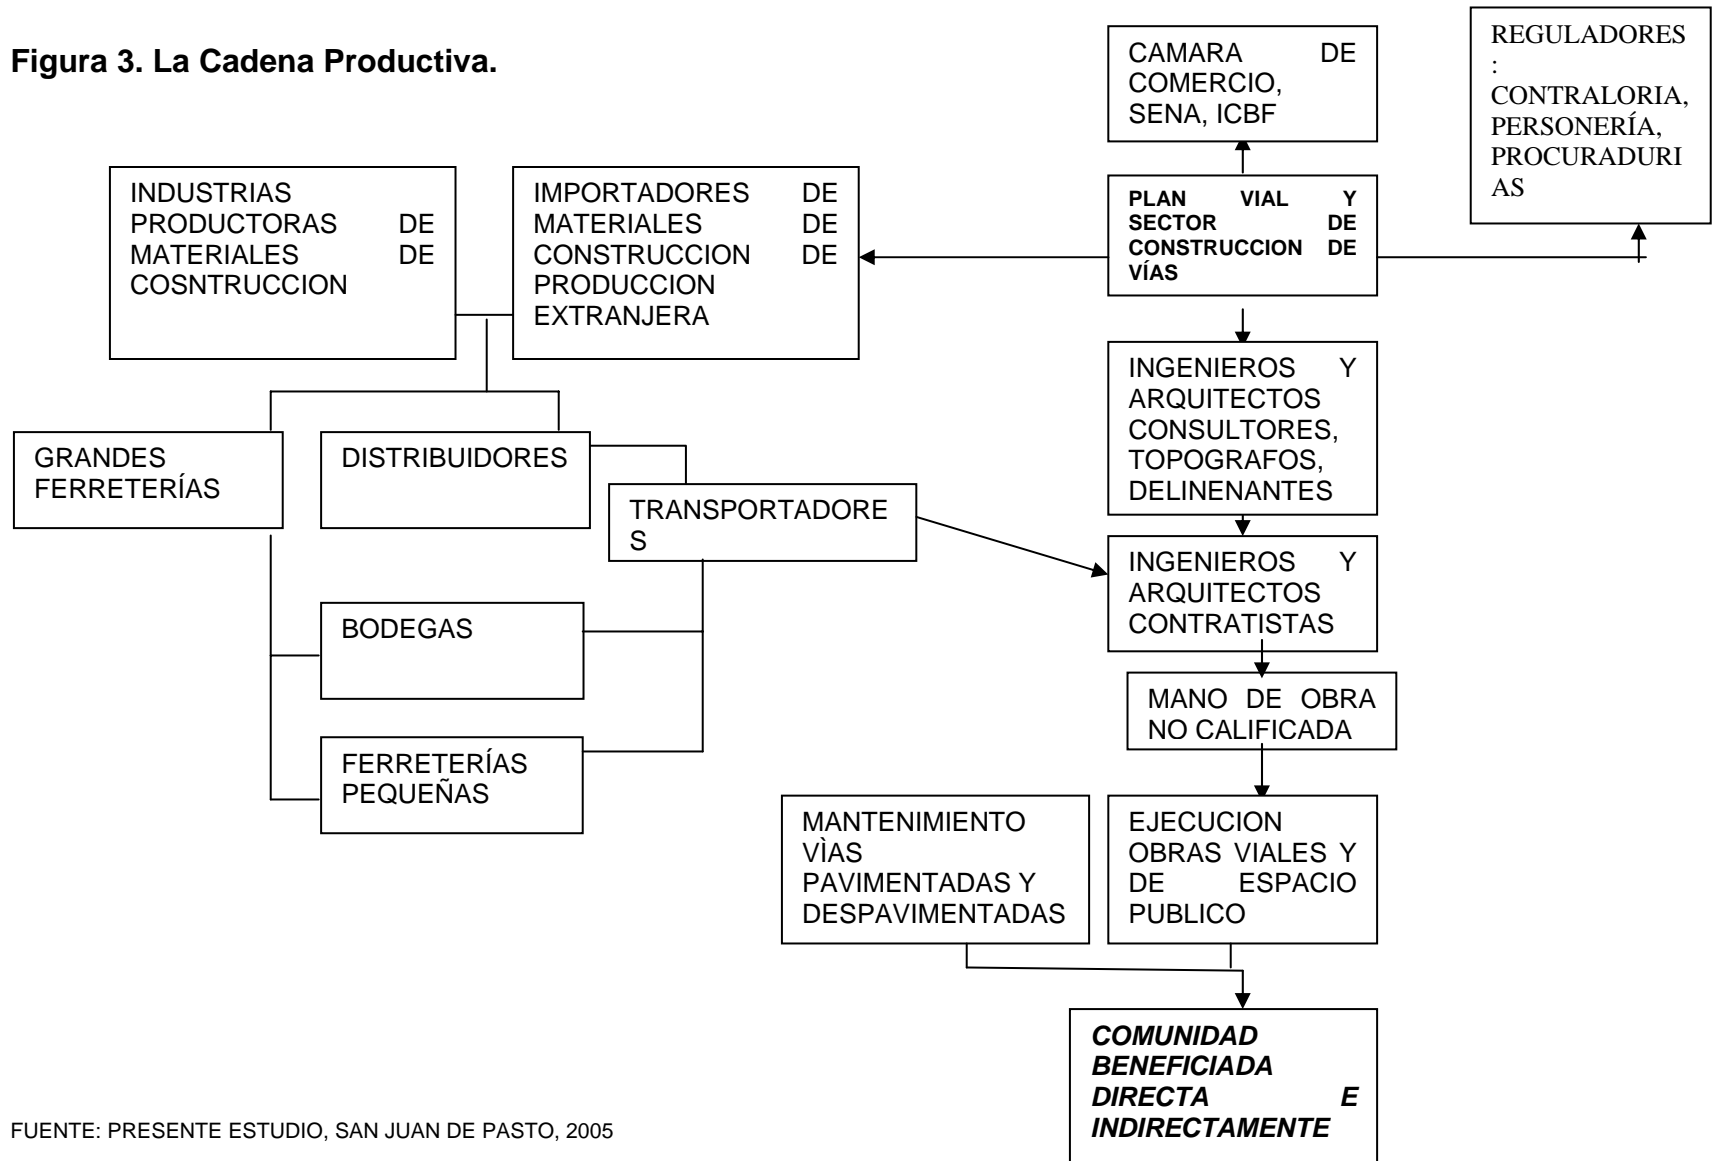 Figura 3. La Cadena Productiva.
CAMARA DE
COMERCIO,
SENA, ICBF
REGULADORES
:
CONTRALORIA,
PERSONERÍA,
PROCURADURI
AS
INDUSTRIAS
PRODUCTORAS DE
MATERIALES DE
COSNTRUCCION
IMPORTADORES DE
MATERIALES DE
CONSTRUCCION DE
PRODUCCION
EXTRANJERA
PLAN VIAL Y
SECTOR DE
CONSTRUCCION DE
VÍAS
INGENIEROS Y
ARQUITECTOS
CONSULTORES,
TOPOGRAFOS,
DELINENANTES
GRANDES
FERRETERÍAS
DISTRIBUIDORES
TRANSPORTADORE
S
INGENIEROS Y
ARQUITECTOS
CONTRATISTAS
BODEGAS
MANO DE OBRA
NO CALIFICADA
FERRETERÍAS
PEQUEÑAS
MANTENIMIENTO
VÌAS
PAVIMENTADAS Y
DESPAVIMENTADAS
EJECUCION
OBRAS VIALES Y
DE ESPACIO
PUBLICO
COMUNIDAD
BENEFICIADA
DIRECTA E
INDIRECTAMENTE
FUENTE: PRESENTE ESTUDIO, SAN JUAN DE PASTO, 2005